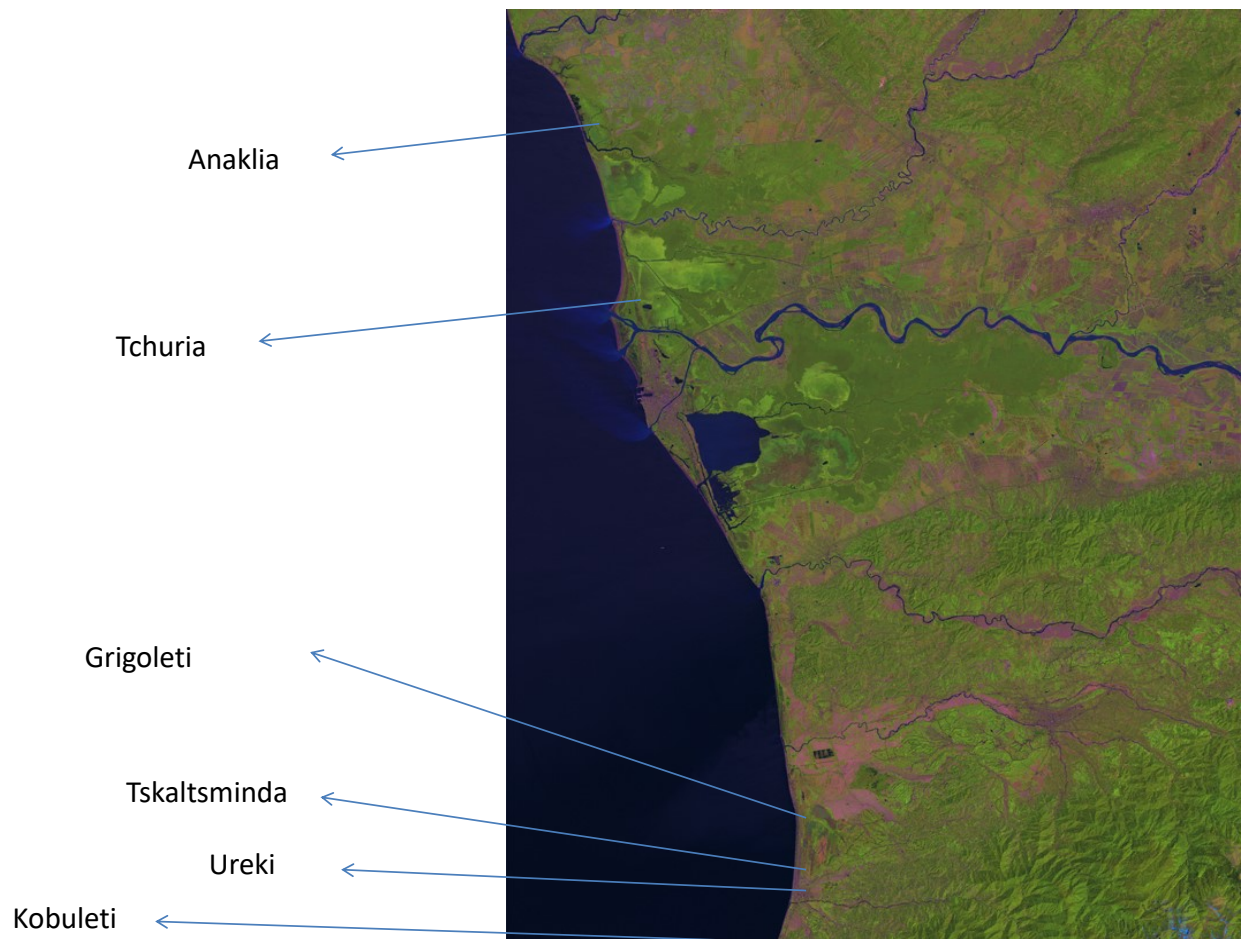 Anaklia
Tchuria
Grigoleti
Tskaltsminda
Ureki
Kobuleti